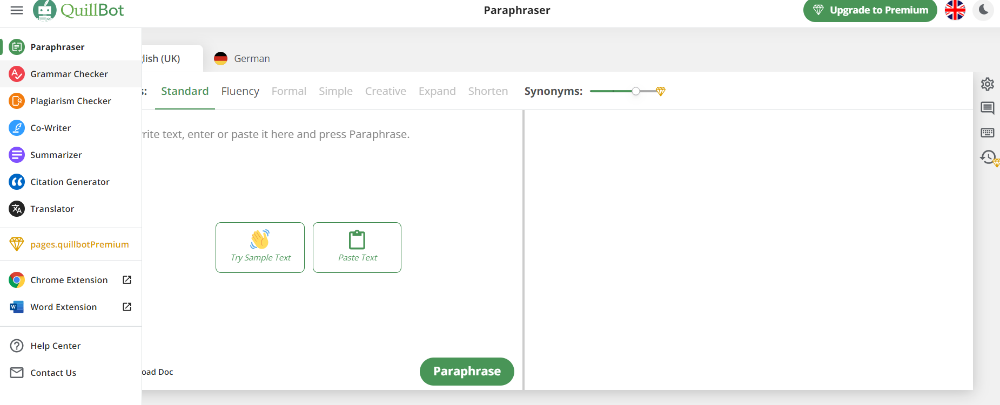 QuillBot
Paraphraser
Upgrade to Premium
Paraphraser
Grammar Checker
Plagiarism Checker
Co-Writer
Summarizer
Citation Generator
Translator
pages.quillbotPremium
Chrome Extension
Word Extension
Help Center
Contact Us
glish (UK)
German
s: Standard Fluency Formal Simple Creative Expand Shorten Synonyms:
rite text, enter or paste it here and press Paraphrase.
Try Sample Text
Paste Text
oad Doc
Paraphrase